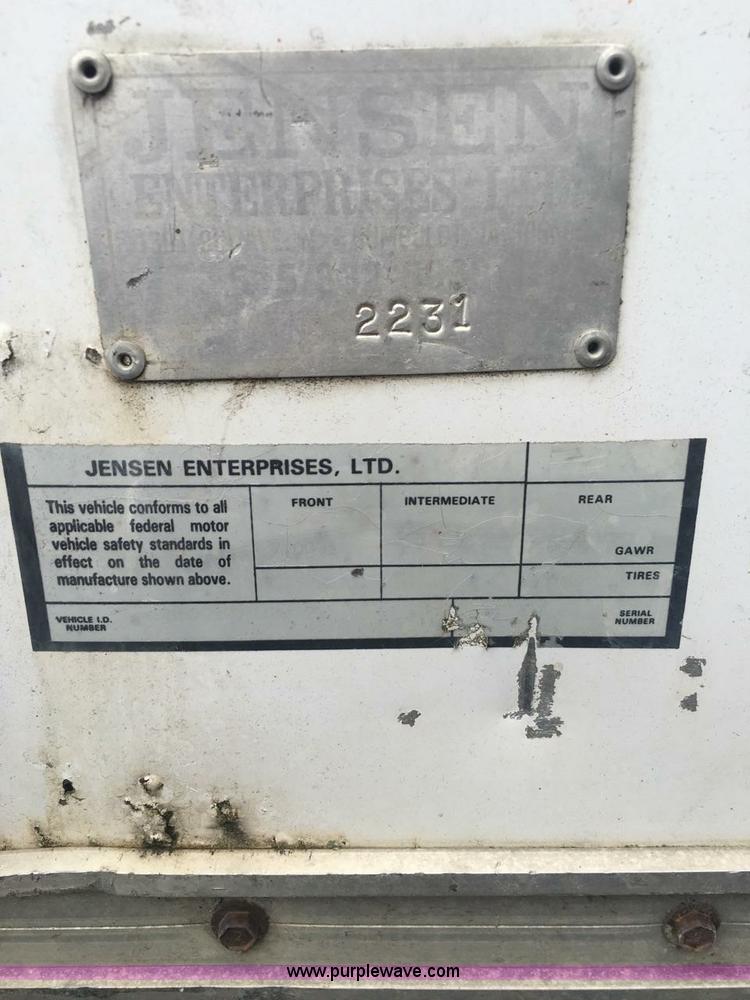 JENSEN
ENTERPRISES LTD.
2231
JENSEN ENTERPRISES, LTD.
This vehicle conforms to all
applicable federal motor
vehicle safety standards in
effect on the date of
manufacture shown above.
FRONT
INTERMEDIATE
REAR
GAWR
TIRES
VEHICLE I.D.
NUMBER
SERIAL
NUMBER
www.purplewave.com